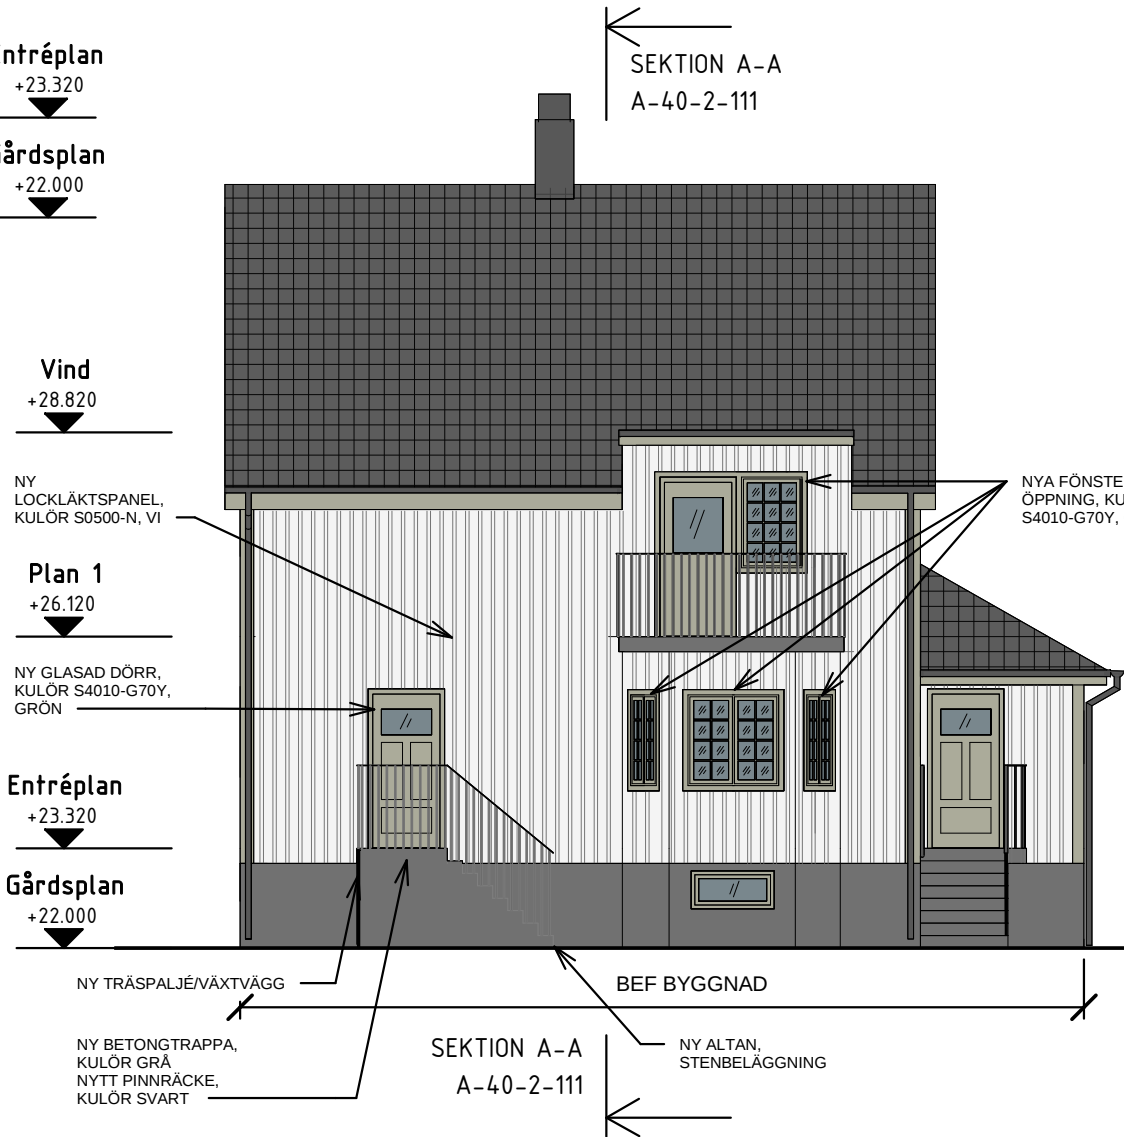 SEKTION A-A
A-40-2-111
ntréplan
+23.320
årdsplan
+22.000
Vind
+28.820
NY
LOCKLÄKTSPANEL,
KULÖR S0500-N, VI
NYA FÖNSTE
ÖPPNING, KU
S4010-G70Y,
Plan 1
+26.120
NY GLASAD DÖRR,
KULÖR S4010-G70Y,
GRÖN
Entréplan
+23.320
Gårdsplan
+22.000
NY TRÄSPALJÉ/VÄXTVÄGG
BEF BYGGNAD
NY BETONGTRAPPA,
KULÖR GRÅ
NYTT PINNRÄCKE,
KULÖR SVART
SEKTION A-A
A-40-2-111
NY ALTAN,
STENBELÄGGNING